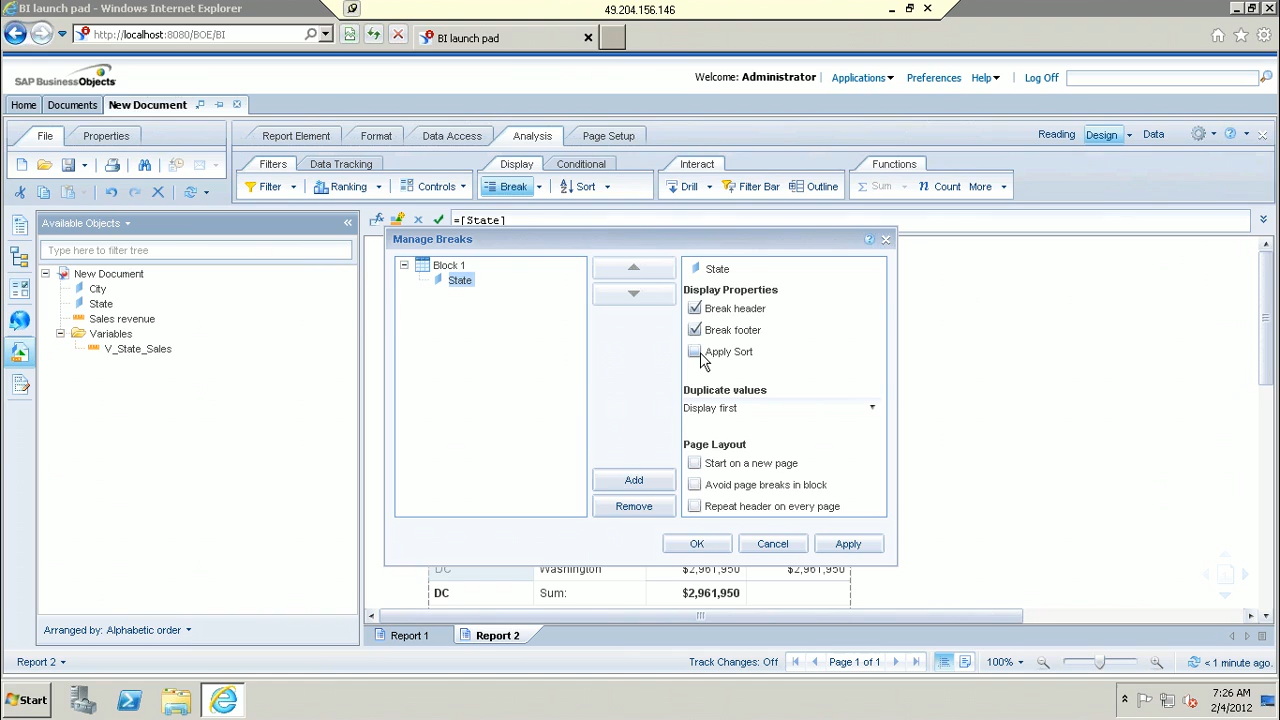 BI launch pad - Windows Internet Explorer
49.204.156.146
http://localhost:8080/BOE/BI
BI launch pad
SAP BusinessObjects
Welcome: Administrator
Applications
Preferences
Help
Log Off
Home
Documents
New Document
File
Properties
Report Element
Format
Data Access
Analysis
Page Setup
Reading
Design
Data
Filters
Data Tracking
Display
Conditional
Interact
Functions
Filter
Ranking
Controls
Break
Sort
Drill
Filter Bar
Outline
Sum
Count
More
Available Objects
=[State]
Type here to filter tree
New Document
City
State
Sales revenue
Variables
V_State_Sales
Manage Breaks
Block 1
State
State
Display Properties
Break header
Break footer
Apply Sort
Duplicate values
Display first
Page Layout
Start on a new page
Avoid page breaks in block
Repeat header on every page
Add
Remove
OK
Cancel
Apply
DC Washington $2,961,950 $2,961,950
DC Sum: $2,961,950
Arranged by: Alphabetic order
Report 1
Report 2
Report 2
Track Changes: Off
Page 1 of 1
100%
< 1 minute ago
Start
7:26 AM
2/4/2012